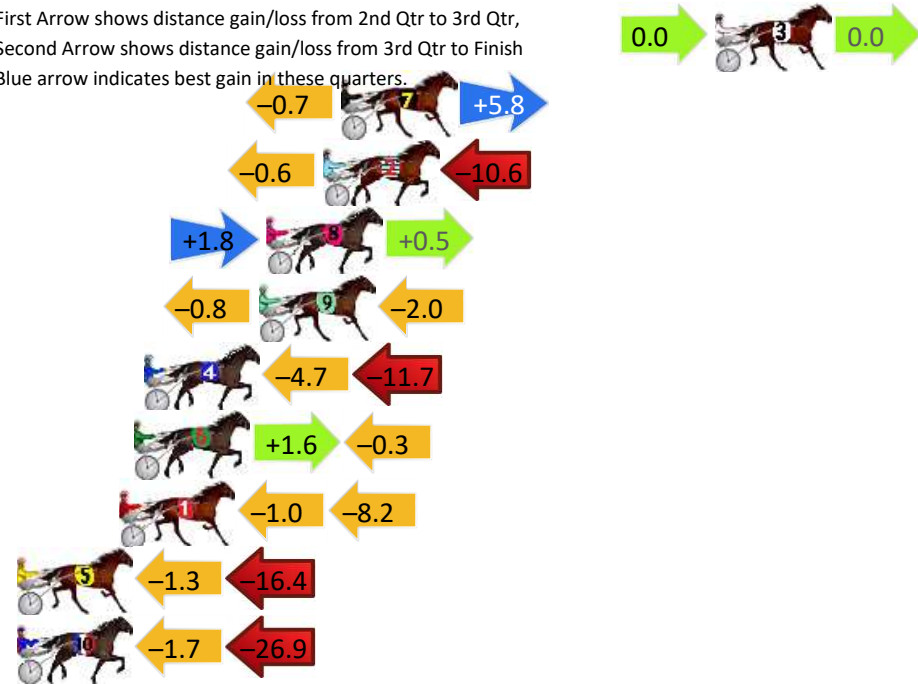 First Arrow shows distance gain/loss from 2nd Qtr to 3rd Qtr,
Second Arrow shows distance gain/loss from 3rd Qtr to Finish
Blue arrow indicates best gain in these quarters.
0.0 3 0.0
–0.7 7 +5.8
–0.6 –10.6
+1.8 8 +0.5
–0.8 9 –2.0
4 –4.7 –11.7
+1.6 –0.3
1 –1.0 –8.2
5 –1.3 –16.4
10 –1.7 –26.9